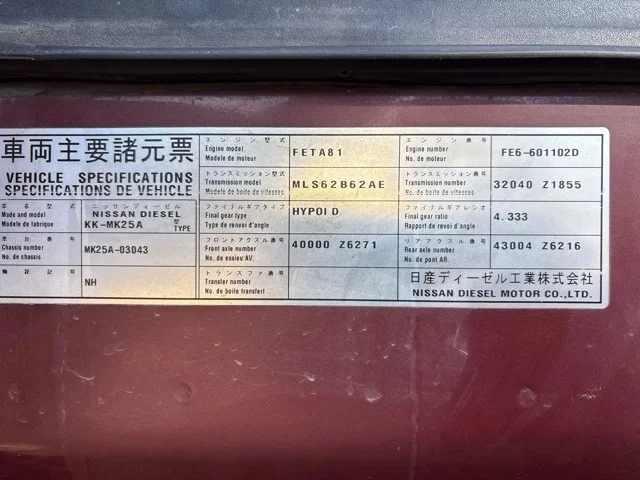 車両主要諸元票
VEHICLE SPECIFICATIONS
SPECIFICATIONS DE VEHICLE
車名型式
Made and model
Modele de fabrique
ニッサンディーゼル
NISSAN DIESEL
KK-MK25A 型 TYPE
車台番号
Chassis number
No. de chassis
MK25A-03043
NH
エンジン型式
Engine model
Modele de moteur
FETA81
エンジン番号
Engine number
No. de moteur
FE6-601102D
トランスミッション型式
Transmission model
Modele de boite de vitesses
MLS62B62AE
トランスミッション番号
Transmission number
No. de boite de vitesses
32040 Z1855
ファイナルギアタイプ
Final gear type
Type de renvoi d'angle
HYPOID
ファイナルギアレシオ
Final gear ratio
Rapport de renvoi d'angle
4.333
フロントアクスル番号
Front axle number
No. de essieu AV.
40000 Z6271
リアアクスル番号
Rear axle number
No. de pont AR.
43004 Z6216
トランスファ番号
Transfer number
No. de boite transfert
日産ディーゼル工業株式会社
NISSAN DIESEL MOTOR CO.,LTD.